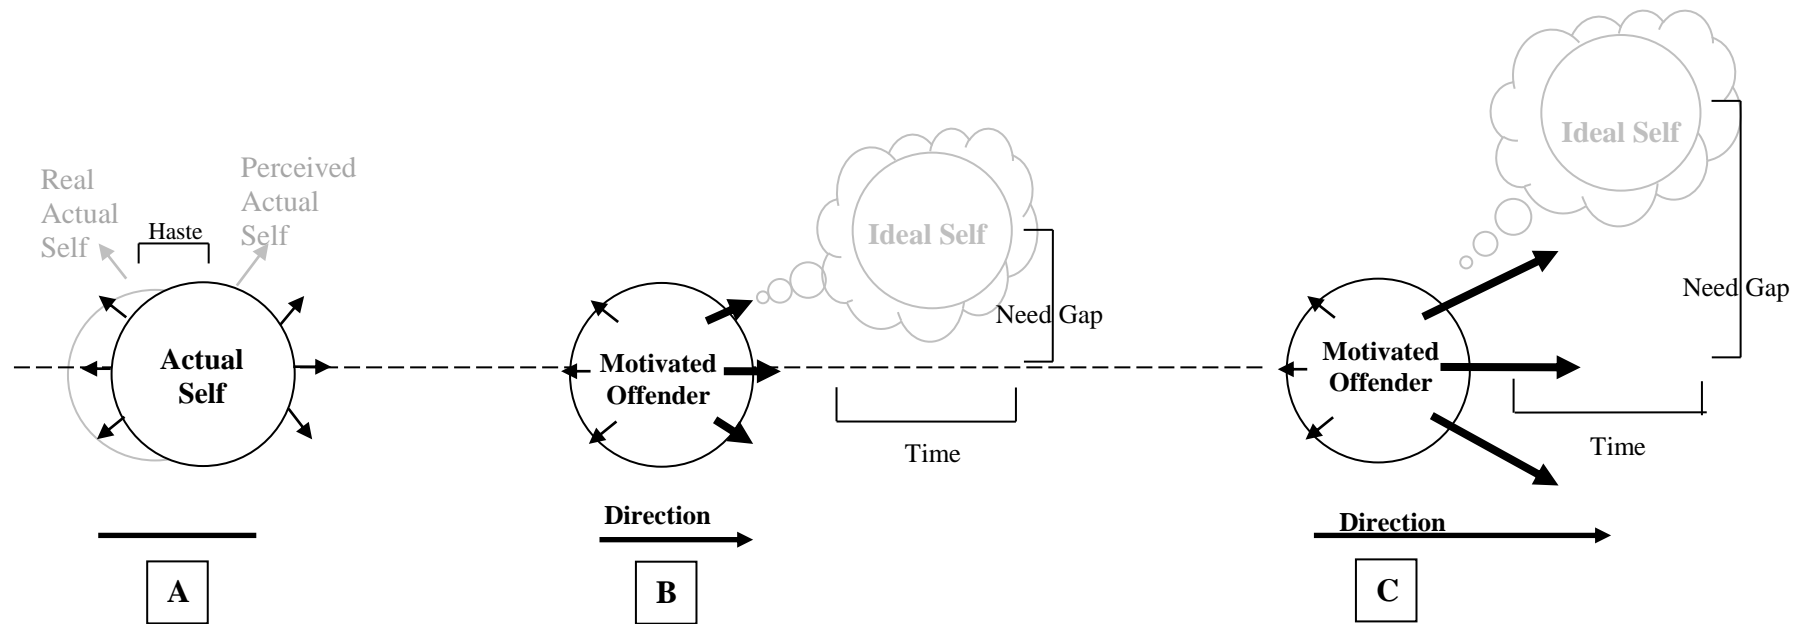 Real
Actual
Self
Haste
Perceived
Actual
Self
Actual
Self
A
Ideal Self
Need Gap
Motivated
Offender
Time
Direction
B
Ideal Self
Need Gap
Motivated
Offender
Time
Direction
C